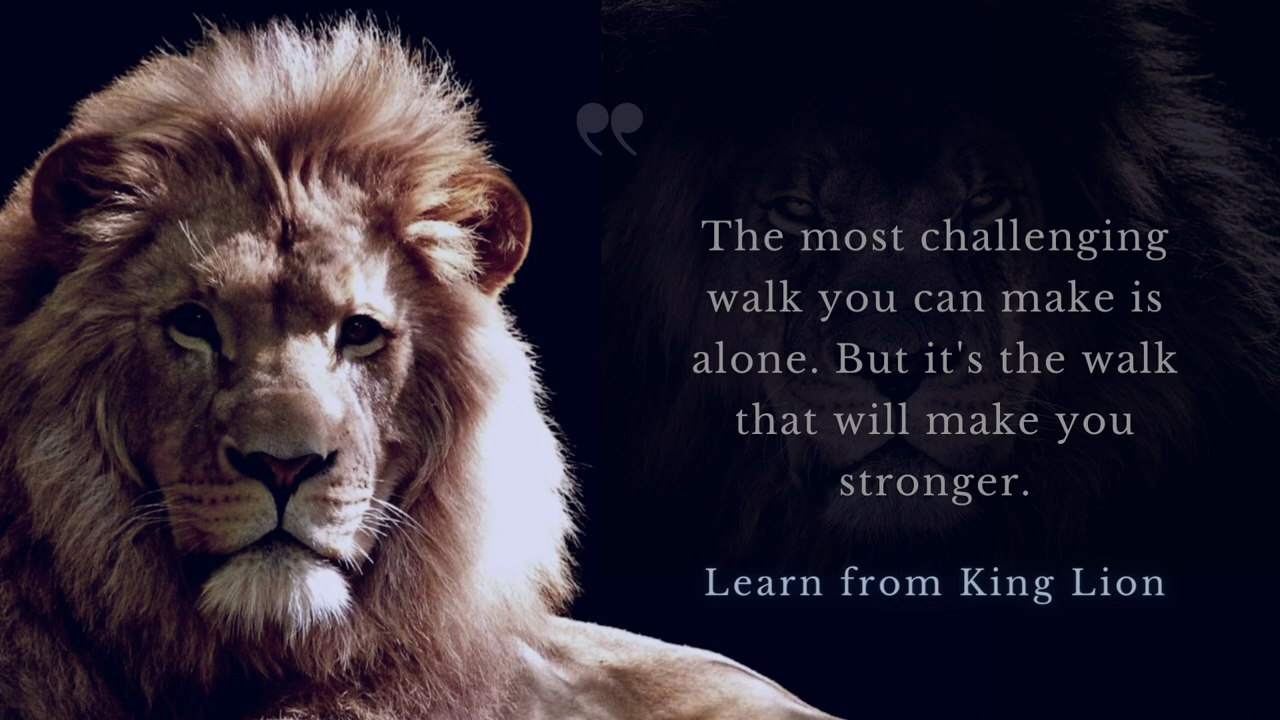 The most challenging
walk you can make is
alone. But it's the walk
that will make you
stronger.
Learn from King Lion